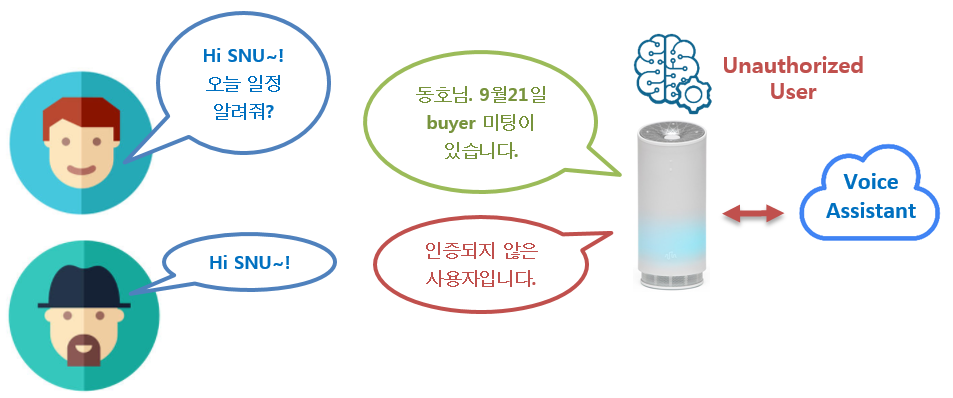 Hi SNU~!
오늘 일정
알려줘?
동호님. 9월21일
buyer 미팅이
있습니다.
Unauthorized
User
Voice
Assistant
Hi SNU~!
인증되지 않은
사용자입니다.